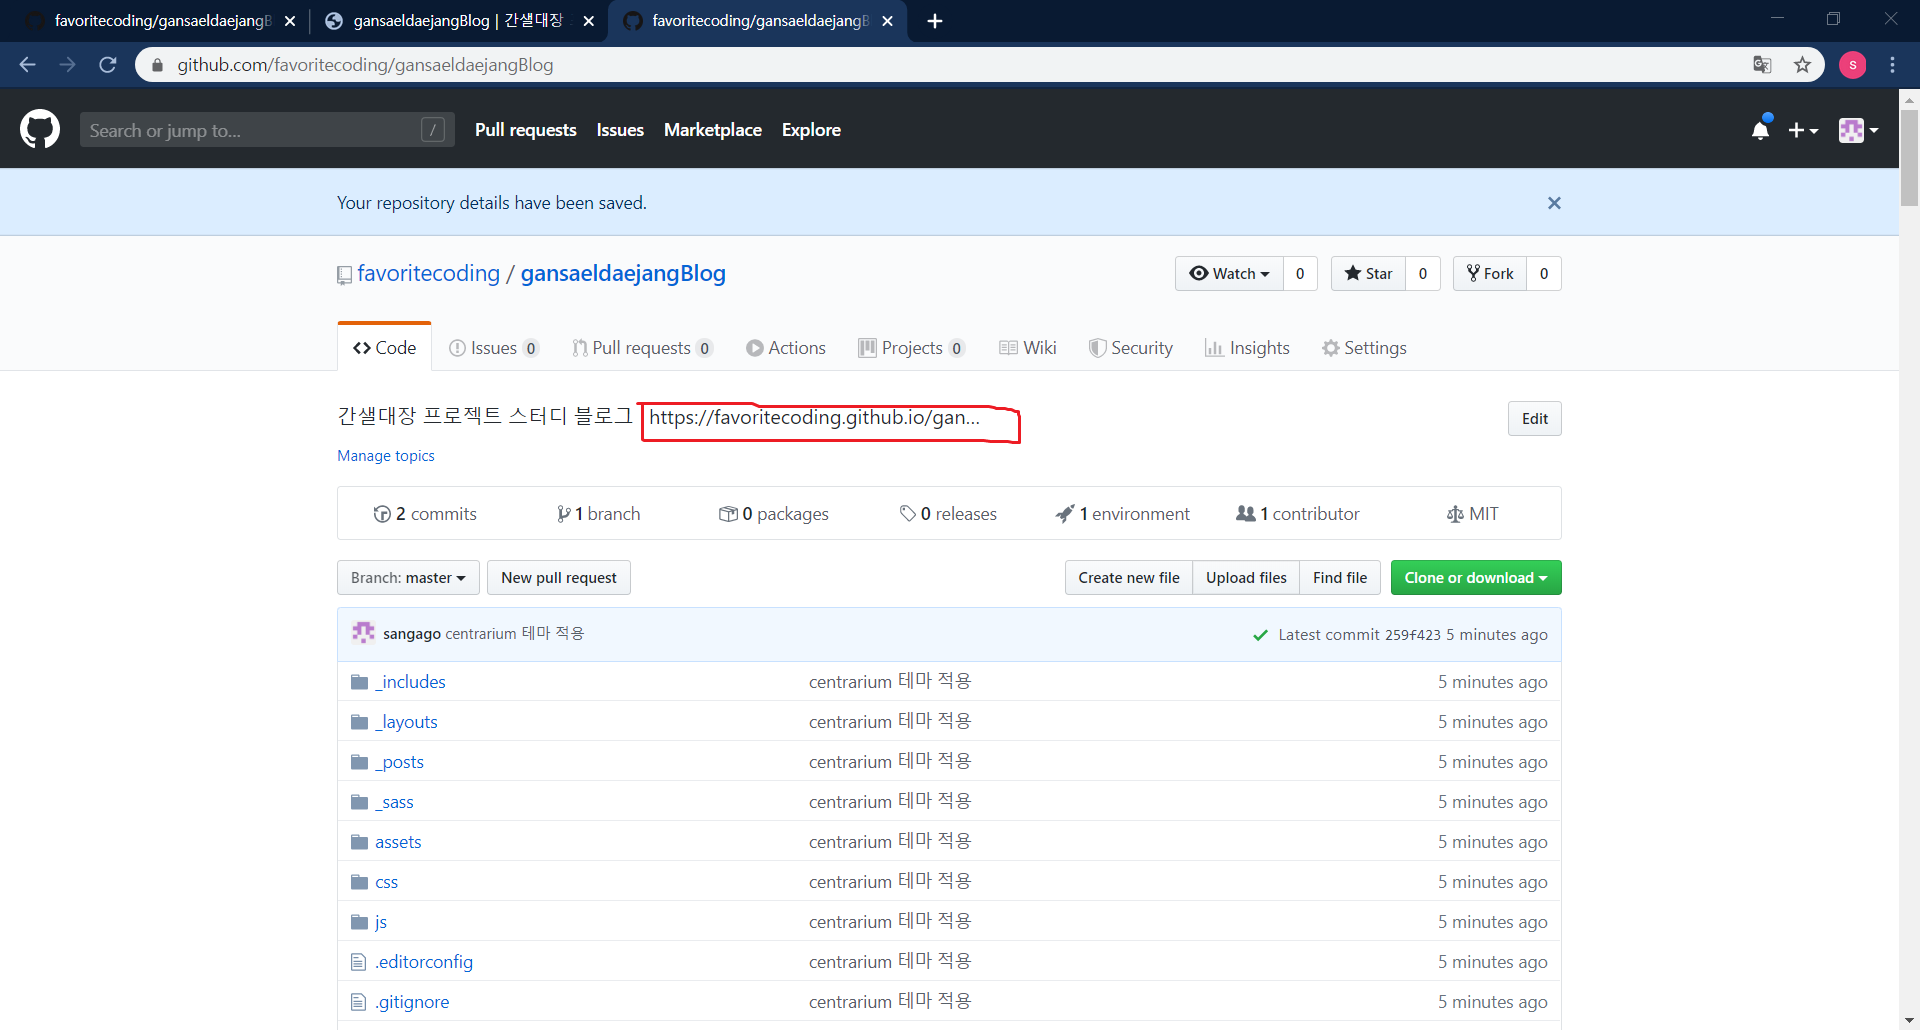 favoritecoding/gansaeldaejangB
gansaeldaejangBlog | 간샐대장
favoritecoding/gansaeldaejangB
github.com/favoritecoding/gansaeldaejangBlog
s
Search or jump to...
/
Pull requests
Issues
Marketplace
Explore
Your repository details have been saved.
favoritecoding / gansaeldaejangBlog
Watch 0
Star 0
Fork 0
Code
Issues 0
Pull requests 0
Actions
Projects 0
Wiki
Security
Insights
Settings
간샐대장 프로젝트 스터디 블로그 https://favoritecoding.github.io/gan...
Edit
Manage topics
2 commits
1 branch
0 packages
0 releases
1 environment
1 contributor
MIT
Branch: master
New pull request
Create new file
Upload files
Find file
Clone or download
sangago centrarium 테마 적용
Latest commit 259f423 5 minutes ago
_includes centrarium 테마 적용 5 minutes ago
_layouts centrarium 테마 적용 5 minutes ago
_posts centrarium 테마 적용 5 minutes ago
_sass centrarium 테마 적용 5 minutes ago
assets centrarium 테마 적용 5 minutes ago
css centrarium 테마 적용 5 minutes ago
js centrarium 테마 적용 5 minutes ago
.editorconfig centrarium 테마 적용 5 minutes ago
.gitignore centrarium 테마 적용 5 minutes ago